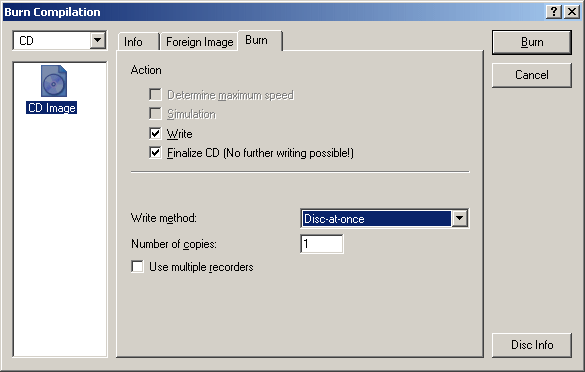 Burn Compilation
CD
Info
Foreign Image
Burn
Burn
Cancel
CD Image
Action
Determine maximum speed
Simulation
Write
Finalize CD (No further writing possible!)
Write method:
Disc-at-once
Number of copies:
1
Use multiple recorders
Disc Info